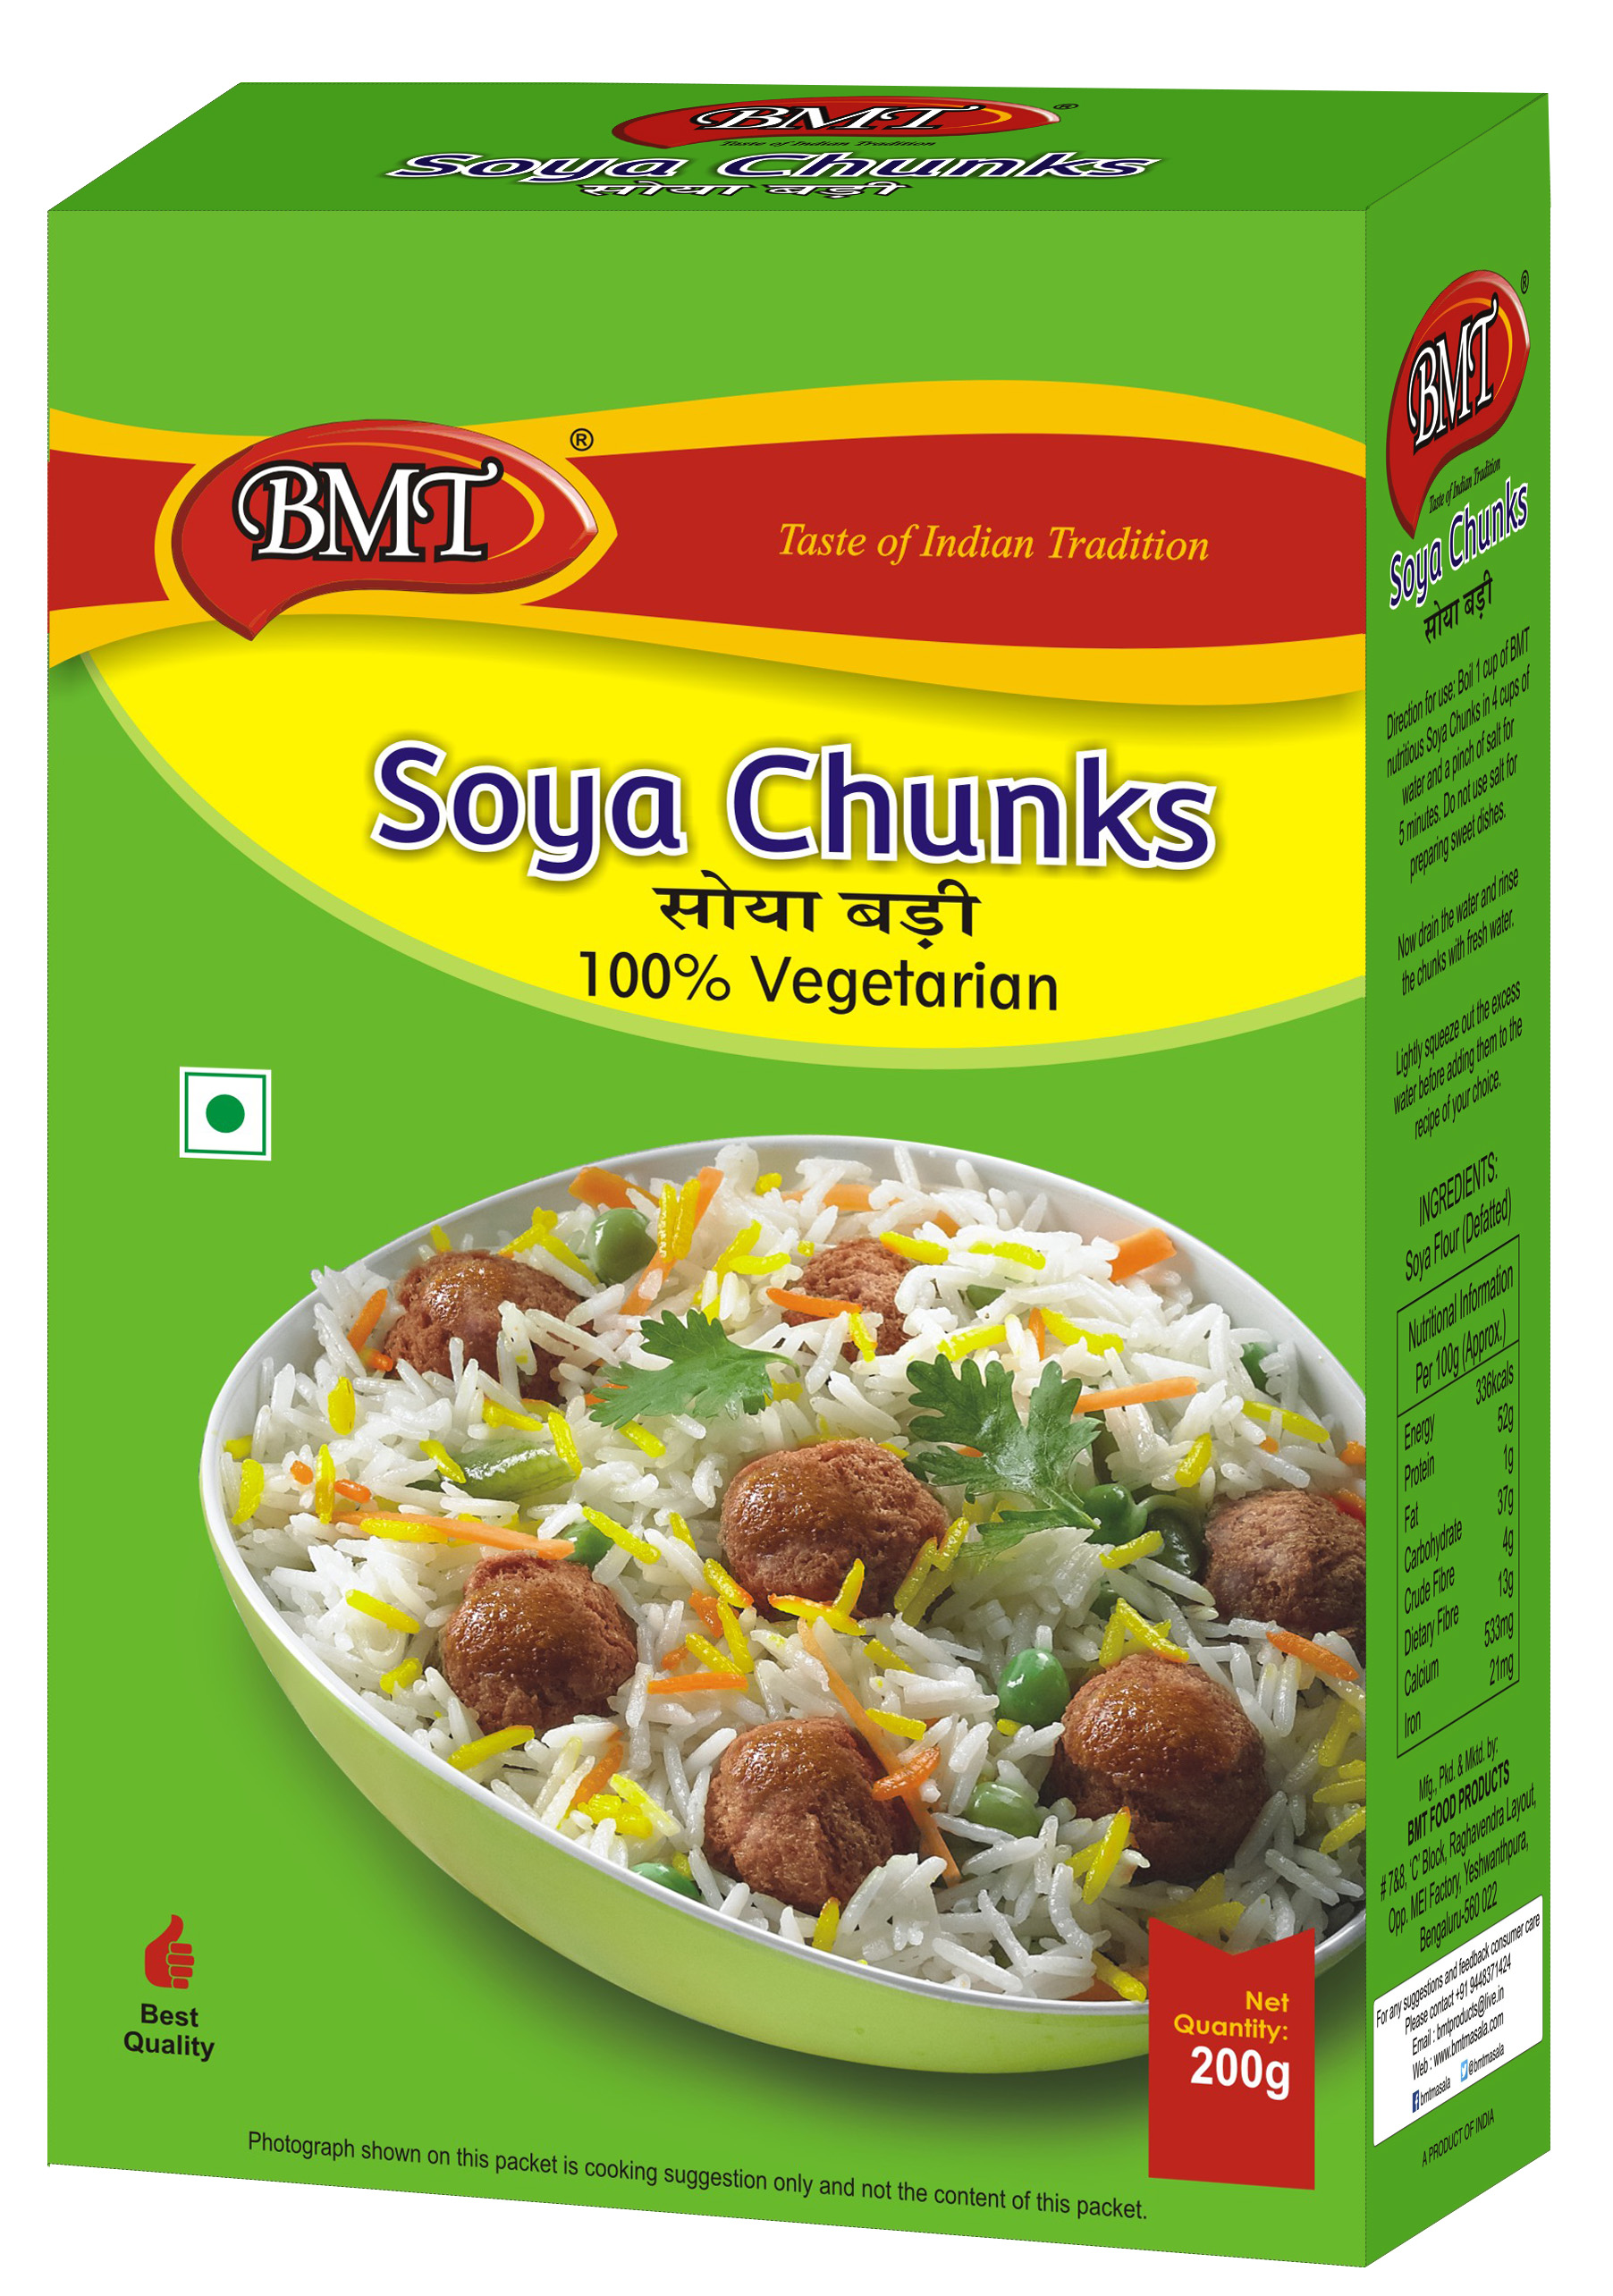 BMT ®
Taste of Indian Tradition
Soya Chunks
सोया बड़ी
BMT ®
Taste of Indian Tradition
Soya Chunks
सोया बड़ी
100% Vegetarian
Best
Quality
Net
Quantity:
200g
Photograph shown on this packet is cooking suggestion only and not the content of this packet.
BMT ®
Taste of Indian Tradition
Soya Chunks
सोया बड़ी
Direction for use: Boil 1 cup of BMT
nutritious Soya Chunks in 4 cups of
water and a pinch of salt for
5 minutes. Do not use salt for
preparing sweet dishes.
Now drain the water and rinse
the chunks with fresh water.
Lightly squeeze out the excess
water before adding them to the
recipe of your choice.
INGREDIENTS:
Soya Flour (Defatted)
Nutritional Information
Per 100g (Approx.)
Energy 336kcals
Protein 52g
Fat 1g
Carbohydrate 37g
Crude Fibre 4g
Dietary Fibre 13g
Calcium 533mg
Iron 21mg
Mfg., Pkd. & Mktd. by:
BMT FOOD PRODUCTS
# 7&8, 'C' Block, Raghavendra Layout,
Opp. MEI Factory, Yeshwanthpura,
Bengaluru-560 022
For any suggestions and feedback consumer care
Please contact +91 9448371424
Email : bmtproducts@live.in
Web : www.bmtmasala.com
bmtmasala @bmtmasala
A PRODUCT OF INDIA